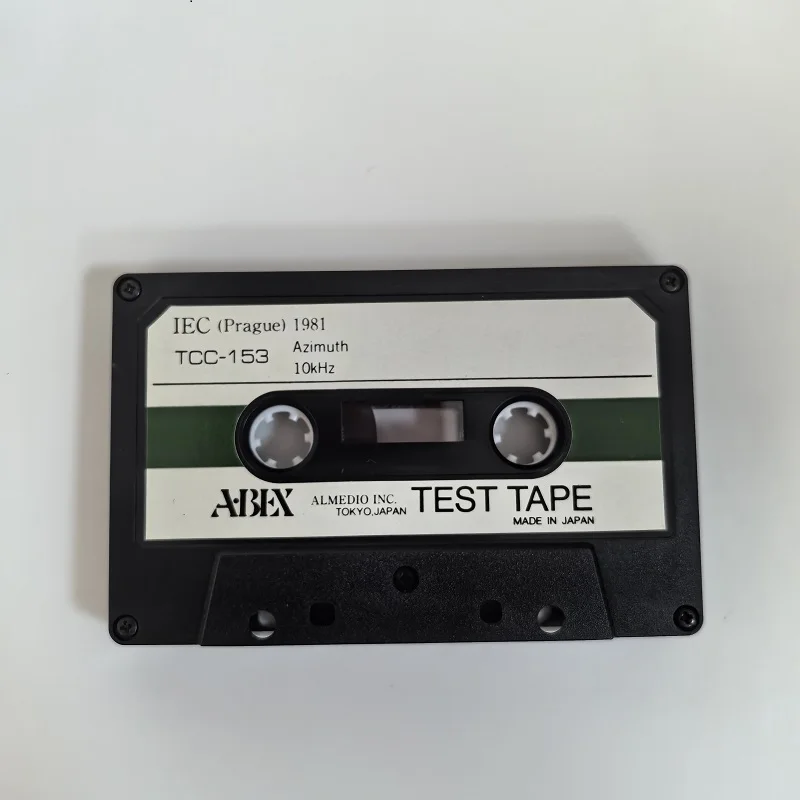 IEC (Prague) 1981
TCC-153 Azimuth
10kHz
ABEX ALMEDIO INC. TEST TAPE
TOKYO,JAPAN
MADE IN JAPAN